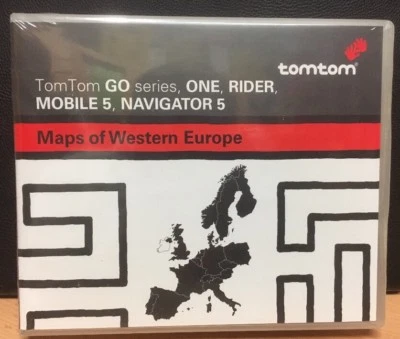 tomtom
TomTom GO series, ONE, RIDER,
MOBILE 5, NAVIGATOR 5
Maps of Western Europe